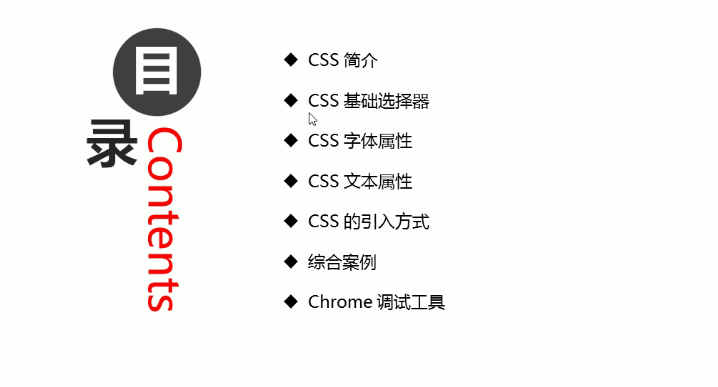 目录
Contents
◆ CSS 简介
◆ CSS 基础选择器
◆ CSS 字体属性
◆ CSS 文本属性
◆ CSS 的引入方式
◆ 综合案例
◆ Chrome 调试工具